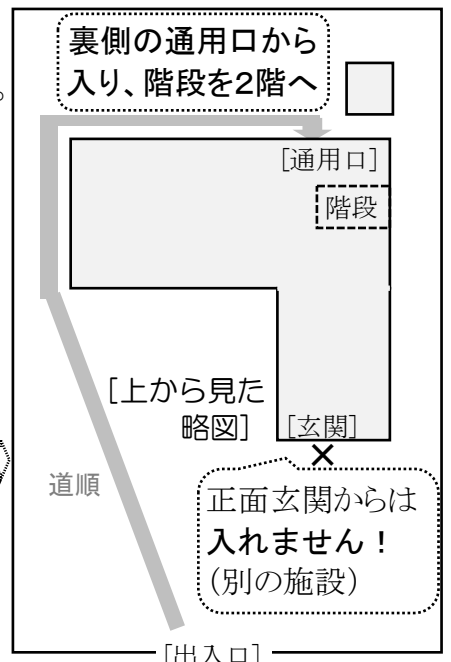 裏側の通用口から
入り、階段を2階へ
。
[通用口]
階段
[上から見た
略図]
[玄関]
×
道順
正面玄関からは
入れません！
(別の施設)
[出入口]